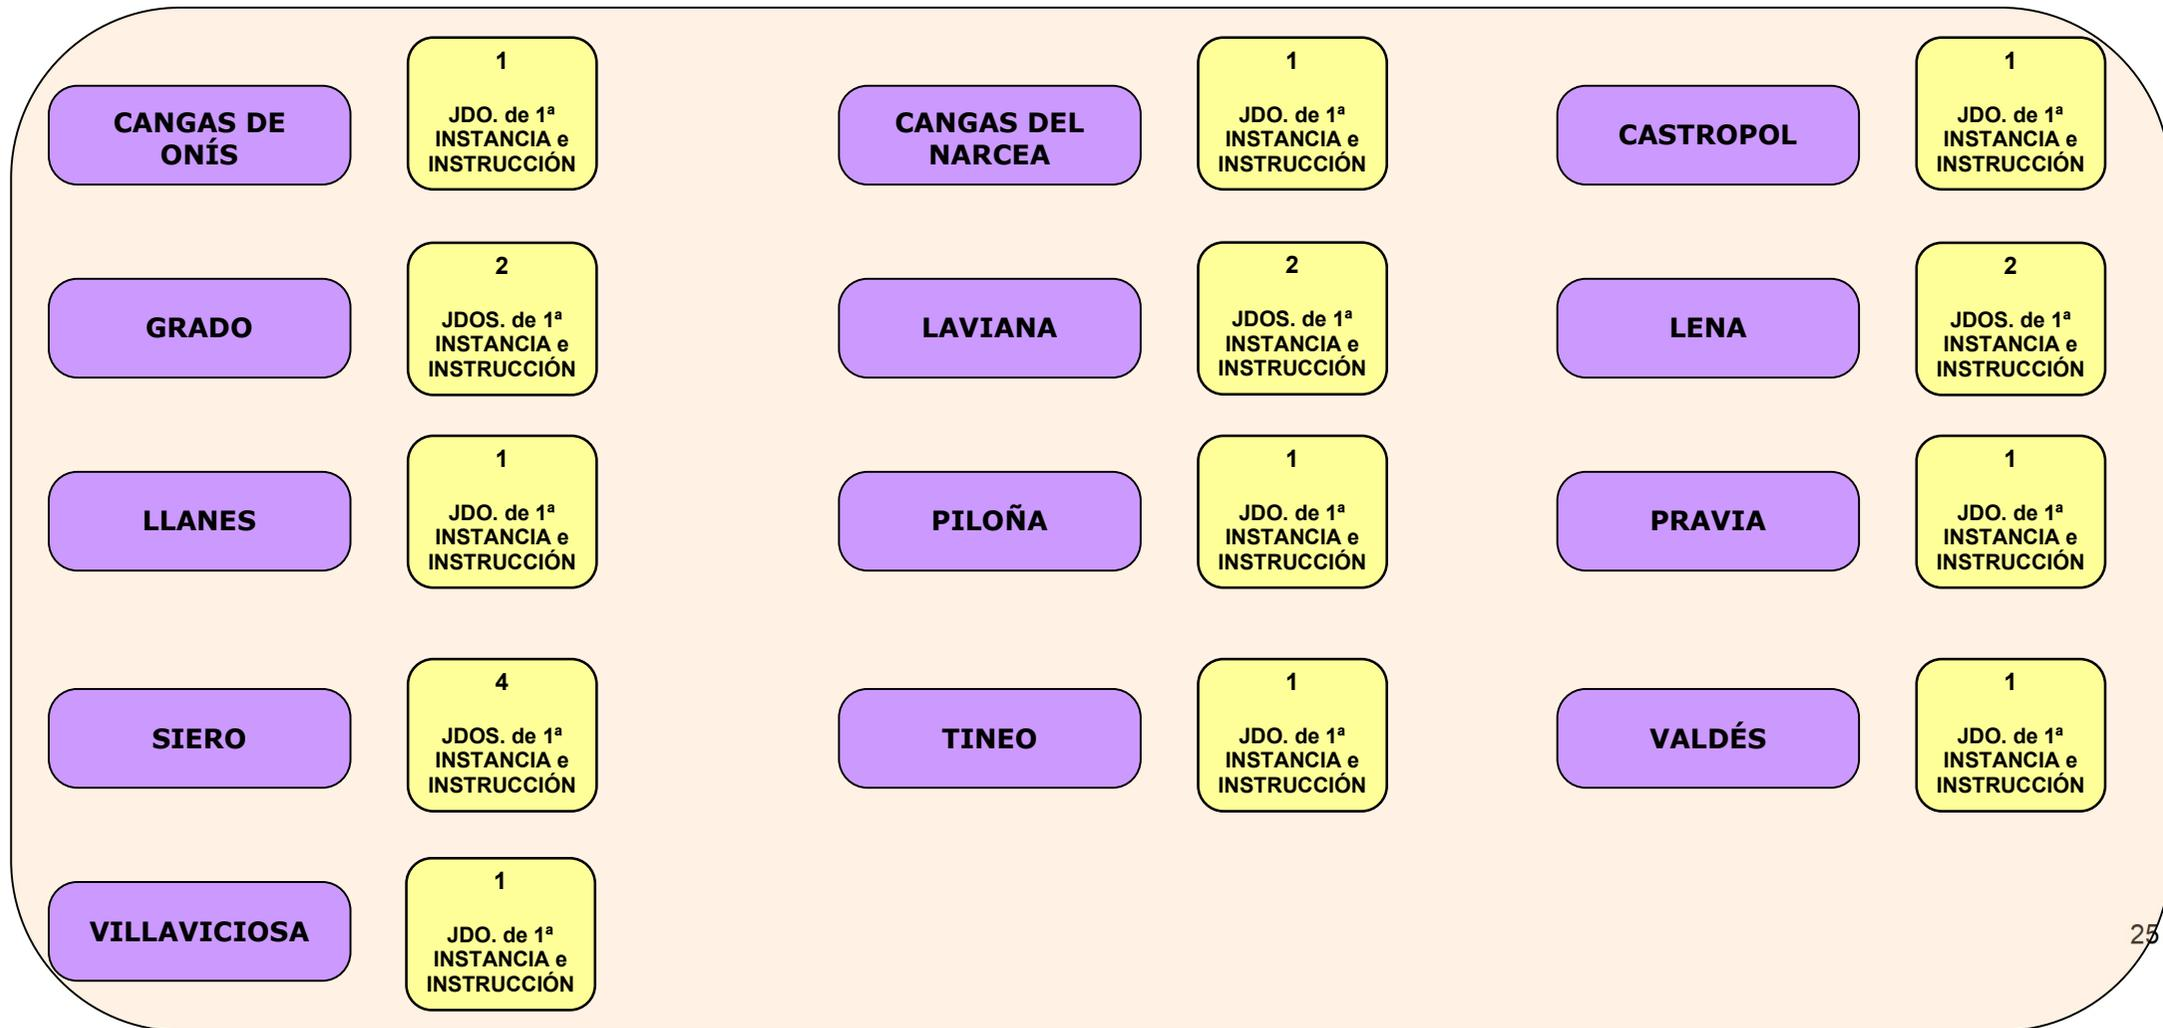 CANGAS DE
ONÍS
1
JDO. de 1ª
INSTANCIA e
INSTRUCCIÓN
CANGAS DEL
NARCEA
1
JDO. de 1ª
INSTANCIA e
INSTRUCCIÓN
CASTROPOL
1
JDO. de 1ª
INSTANCIA e
INSTRUCCIÓN
GRADO
2
JDOS. de 1ª
INSTANCIA e
INSTRUCCIÓN
LAVIANA
2
JDOS. de 1ª
INSTANCIA e
INSTRUCCIÓN
LENA
2
JDOS. de 1ª
INSTANCIA e
INSTRUCCIÓN
LLANES
1
JDO. de 1ª
INSTANCIA e
INSTRUCCIÓN
PILOÑA
1
JDO. de 1ª
INSTANCIA e
INSTRUCCIÓN
PRAVIA
1
JDO. de 1ª
INSTANCIA e
INSTRUCCIÓN
SIERO
4
JDOS. de 1ª
INSTANCIA e
INSTRUCCIÓN
TINEO
1
JDO. de 1ª
INSTANCIA e
INSTRUCCIÓN
VALDÉS
1
JDO. de 1ª
INSTANCIA e
INSTRUCCIÓN
VILLAVICIOSA
1
JDO. de 1ª
INSTANCIA e
INSTRUCCIÓN
25